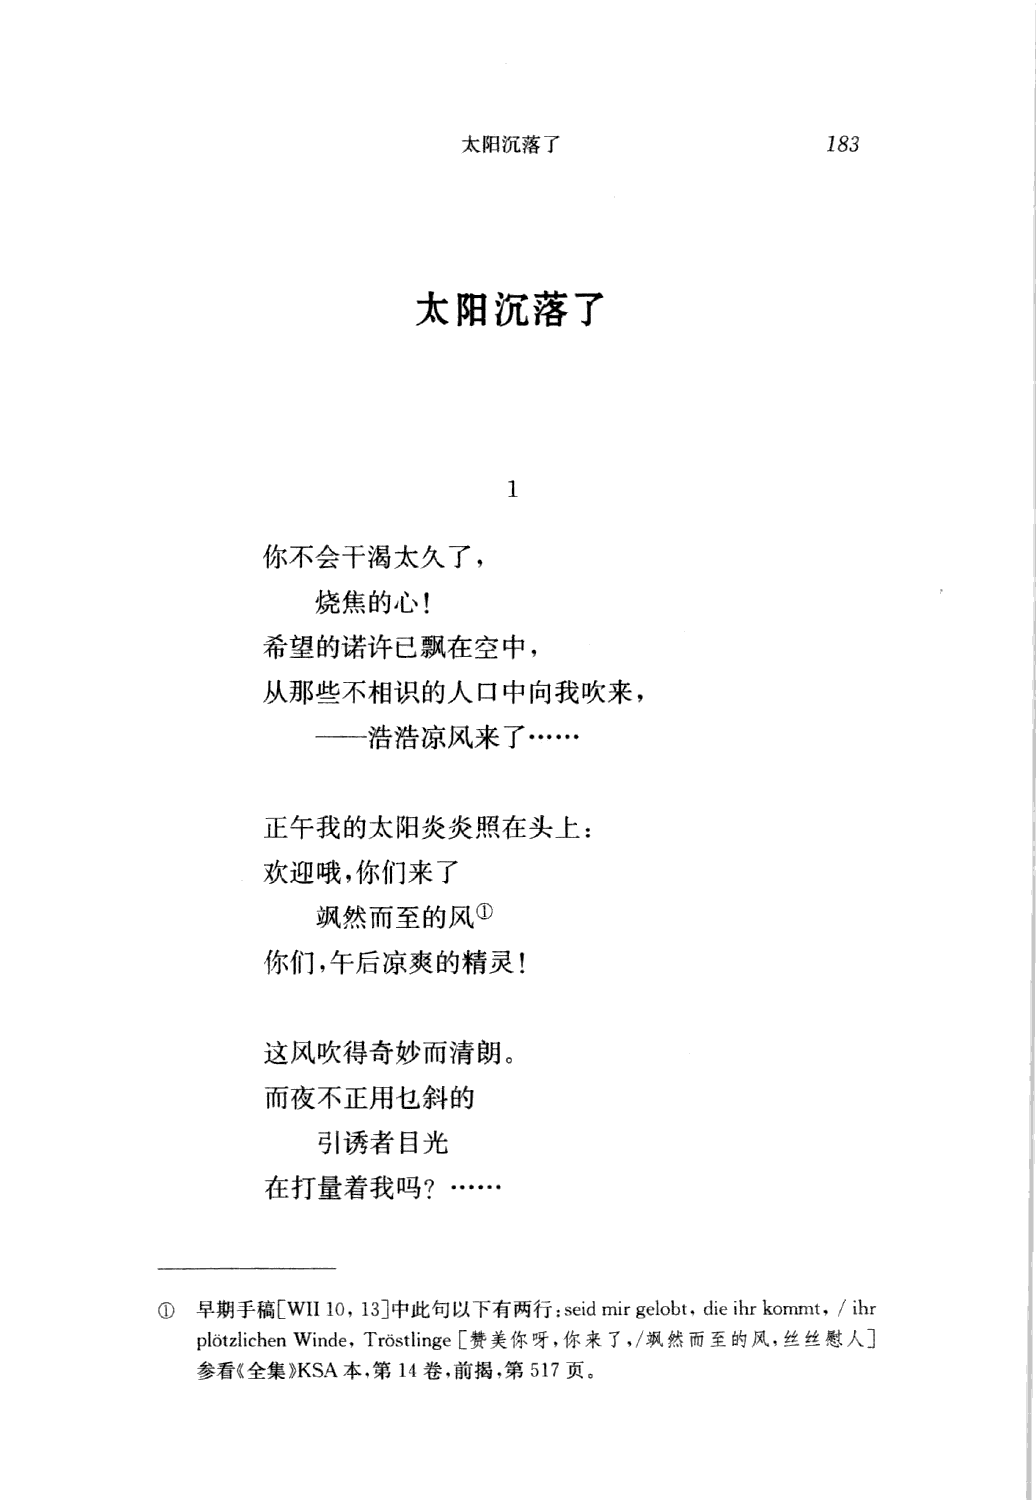 太阳沉落了 183
太阳沉落了
1
你不会干渴太久了，
烧焦的心！
希望的诺许已飘在空中，
从那些不相识的人口中向我吹来，
——浩浩凉风来了……
正午我的太阳炎炎照在头上：
欢迎哦，你们来了
飒然而至的风①
你们，午后凉爽的精灵！
这风吹得奇妙而清朗。
而夜不正用乜斜的
引诱者目光
在打量着我吗？……
① 早期手稿[WII 10，13]中此句以下有两行：seid mir gelobt，die ihr kommt，/ ihr
plötzlichen Winde，Tröstlinge [赞美你呀，你来了，/飒然而至的风，丝丝慰人]
参看《全集》KSA 本，第 14 卷，前揭，第 517 页。